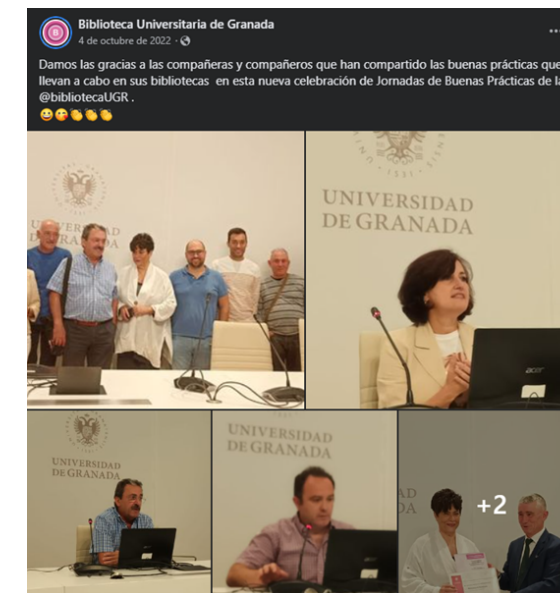 Biblioteca Universitaria de Granada
4 de octubre de 2022 ·
Damos las gracias a las compañeras y compañeros que han compartido las buenas prácticas que
llevan a cabo en sus bibliotecas en esta nueva celebración de Jornadas de Buenas Prácticas de la
@bibliotecaUGR .
UNIVERSIDAD
DE GRANADA
1531
UNIVERSIDAD
DE GRANADA
acer
UNIVERSIDAD
DE GRANADA
UNIVERSIDAD
DE GRANADA
+2